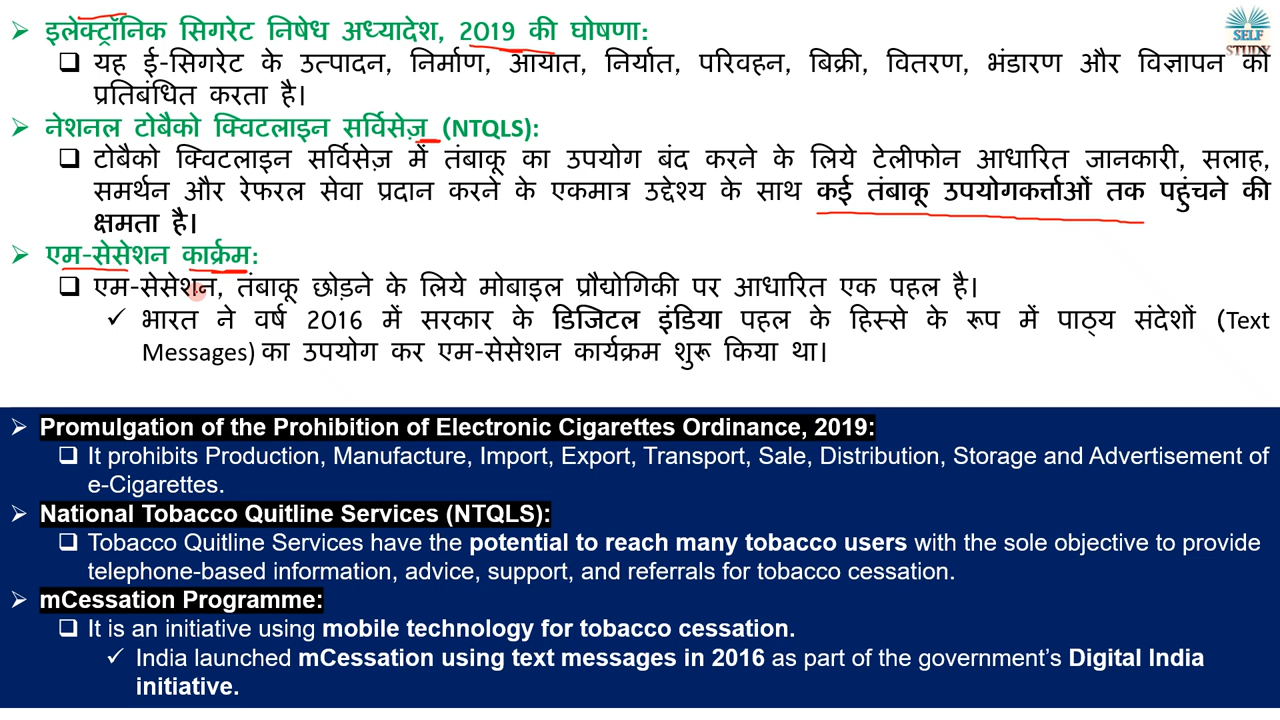 ➢ इलेक्ट्रॉनिक सिगरेट निषेध अध्यादेश, 2019 की घोषणा:
SELF
STUDY
❑ यह ई-सिगरेट के उत्पादन, निर्माण, आयात, निर्यात, परिवहन, बिक्री, वितरण, भंडारण और विज्ञापन को
प्रतिबंधित करता है।
➢ नेशनल टोबैको क्विटलाइन सर्विसेज़ (NTQLS):
❑ टोबैको क्विटलाइन सर्विसेज़ में तंबाकू का उपयोग बंद करने के लिये टेलीफोन आधारित जानकारी, सलाह,
समर्थन और रेफरल सेवा प्रदान करने के एकमात्र उद्देश्य के साथ कई तंबाकू उपयोगकर्त्ताओं तक पहुंचने की
क्षमता है।
➢ एम-सेसेशन कार्क्रम:
❑ एम-सेसेशन, तंबाकू छोड़ने के लिये मोबाइल प्रौद्योगिकी पर आधारित एक पहल है।
✓ भारत ने वर्ष 2016 में सरकार के डिजिटल इंडिया पहल के हिस्से के रूप में पाठ्य संदेशों (Text
Messages) का उपयोग कर एम-सेसेशन कार्यक्रम शुरू किया था।
➢ Promulgation of the Prohibition of Electronic Cigarettes Ordinance, 2019:
❑ It prohibits Production, Manufacture, Import, Export, Transport, Sale, Distribution, Storage and Advertisement of
e-Cigarettes.
➢ National Tobacco Quitline Services (NTQLS):
❑ Tobacco Quitline Services have the potential to reach many tobacco users with the sole objective to provide
telephone-based information, advice, support, and referrals for tobacco cessation.
➢ mCessation Programme:
❑ It is an initiative using mobile technology for tobacco cessation.
✓ India launched mCessation using text messages in 2016 as part of the government's Digital India
initiative.